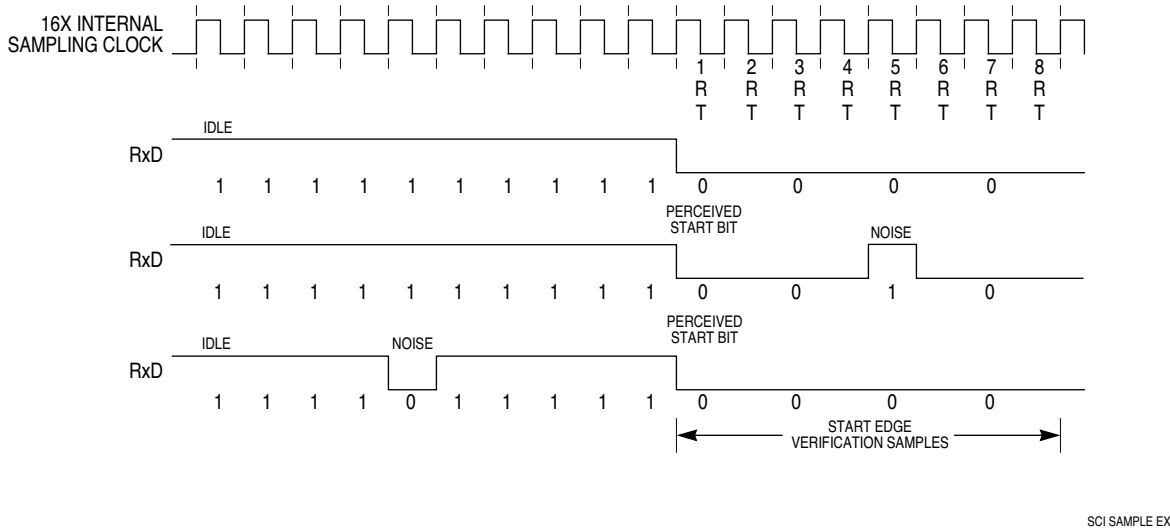 16X INTERNAL
SAMPLING CLOCK
1 2 3 4 5 6 7 8
R R R R R R R R
T T T T T T T T
IDLE
RxD
1 1 1 1 1 1 1 1 1 1 0 0 0 0
PERCEIVED
START BIT
IDLE NOISE
RxD
1 1 1 1 1 1 1 1 1 1 0 0 1 0
PERCEIVED
START BIT
IDLE NOISE
RxD
1 1 1 1 0 1 1 1 1 1 0 0 0 0
START EDGE
VERIFICATION SAMPLES
SCI SAMPLE EX